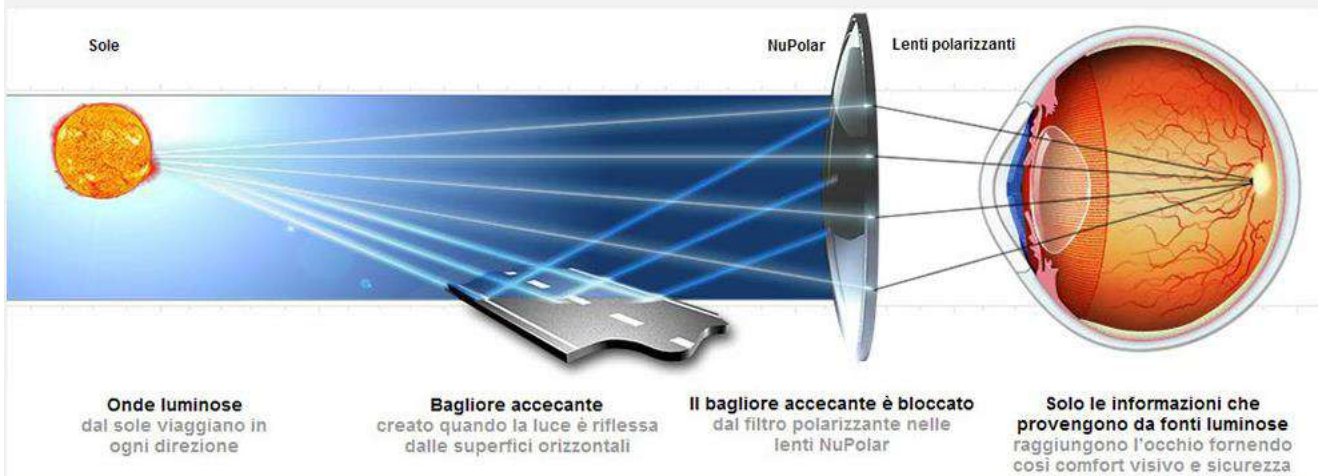 Sole
NuPolar
Lenti polarizzanti
Onde luminose
dal sole viaggiano in
ogni direzione
Bagliore accecante
creato quando la luce è riflessa
dalle superfici orizzontali
Il bagliore accecante è bloccato
dal filtro polarizzante nelle
lenti NuPolar
Solo le informazioni che
provengono da fonti luminose
raggiungono l'occhio fornendo
così comfort visivo e sicurezza